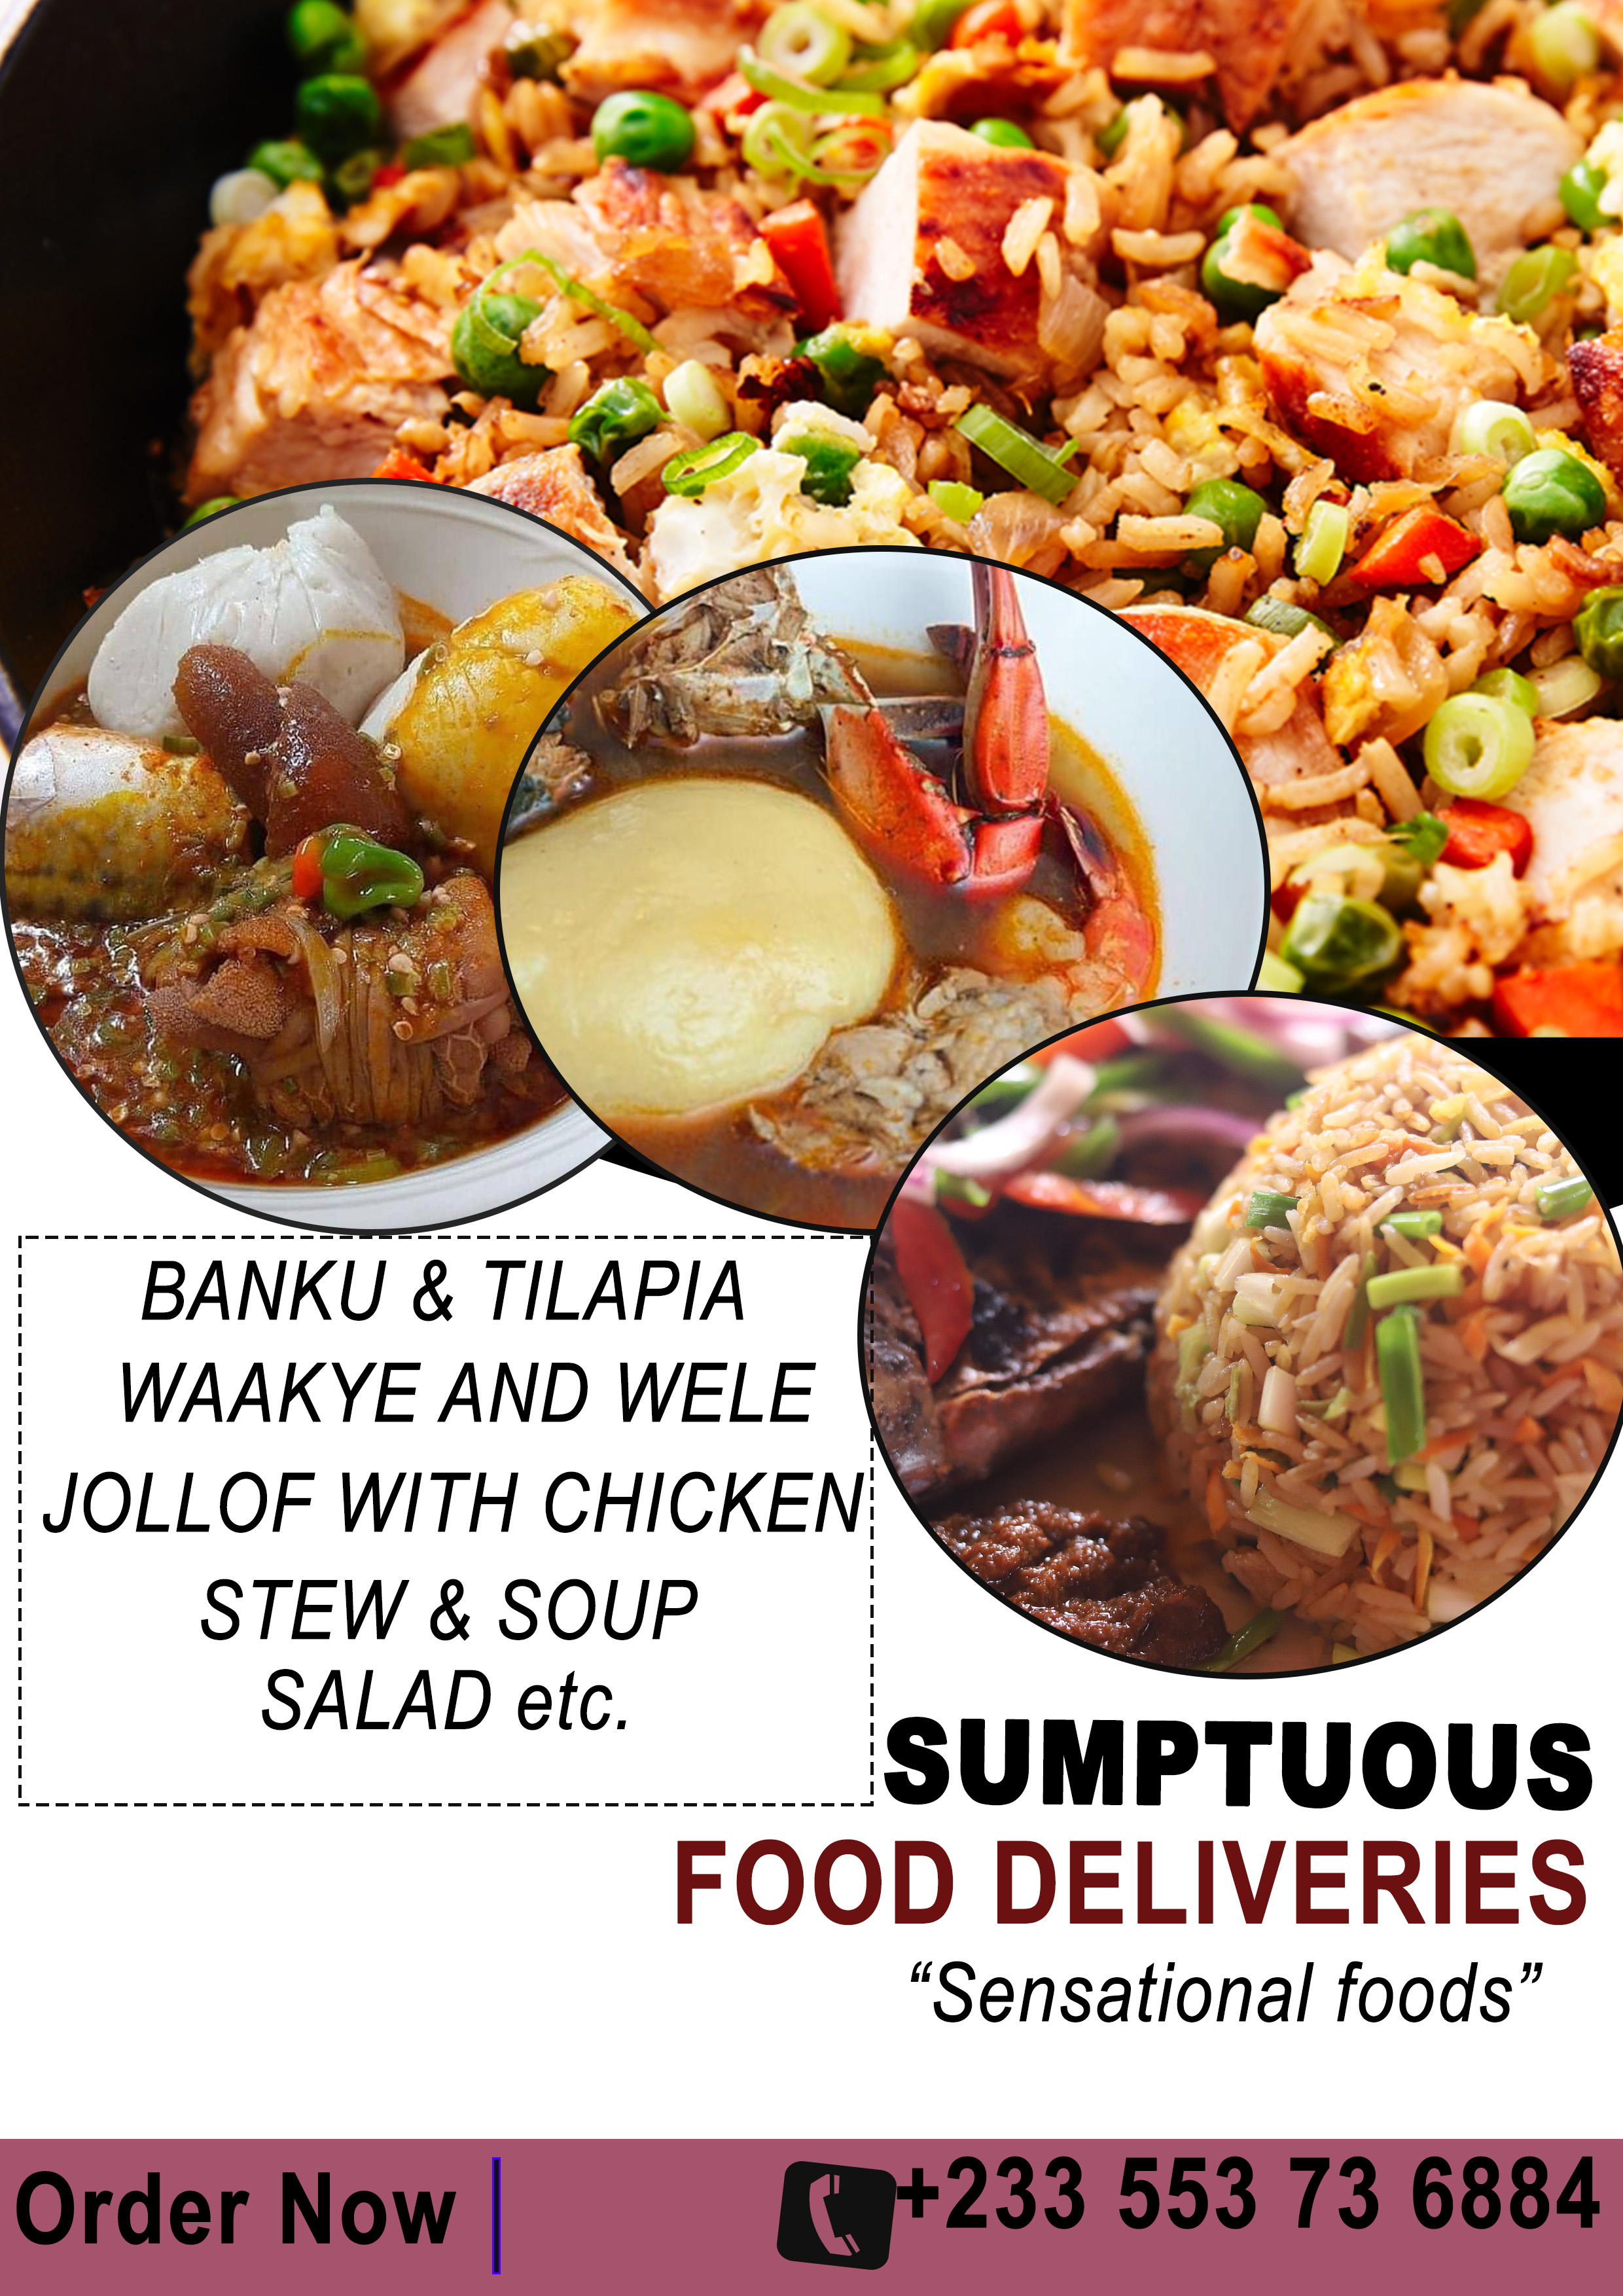 BANKU & TILAPIA
WAAKYE AND WELE
JOLLOF WITH CHICKEN
STEW & SOUP
SALAD etc.
SUMPTUOUS
FOOD DELIVERIES
“Sensational foods”
Order Now
+233 553 73 6884